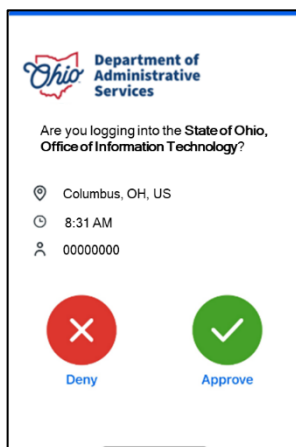 Ohio
Department of
Administrative
Services
Are you logging into the State of Ohio,
Office of Information Technology?
Columbus, OH, US
8:31 AM
00000000
Deny
Approve